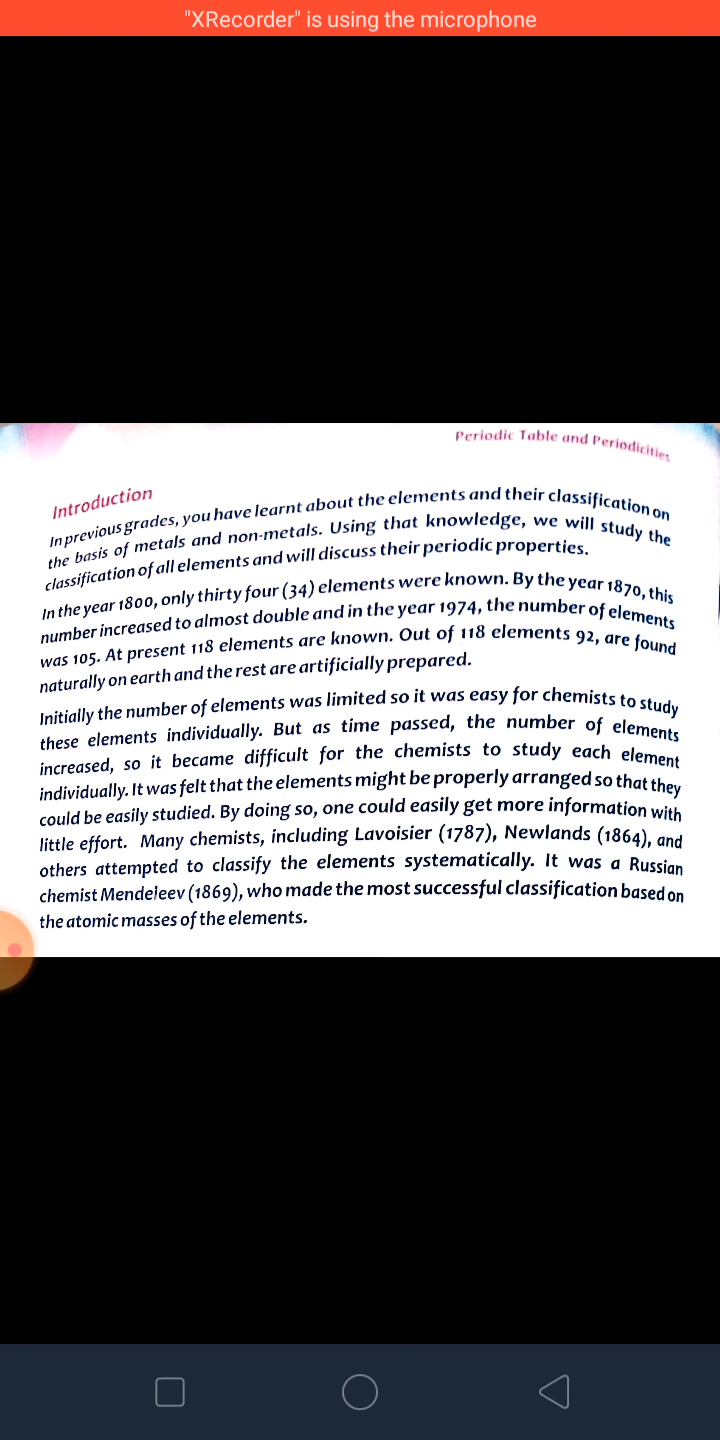 "XRecorder" is using the microphone
Periodic Table and Periodicities
Introduction
In previous grades, you have learnt about the elements and their classification on
the basis of metals and non-metals. Using that knowledge, we will study the
classification of all elements and will discuss their periodic properties.
In the year 1800, only thirty four (34) elements were known. By the year 1870, this
number increased to almost double and in the year 1974, the number of elements
was 105. At present 118 elements are known. Out of 118 elements 92, are found
naturally on earth and the rest are artificially prepared.
Initially the number of elements was limited so it was easy for chemists to study
these elements individually. But as time passed, the number of elements
increased, so it became difficult for the chemists to study each element
individually. It was felt that the elements might be properly arranged so that they
could be easily studied. By doing so, one could easily get more information with
little effort. Many chemists, including Lavoisier (1787), Newlands (1864), and
others attempted to classify the elements systematically. It was a Russian
chemist Mendeleev (1869), who made the most successful classification based on
the atomic masses of the elements.